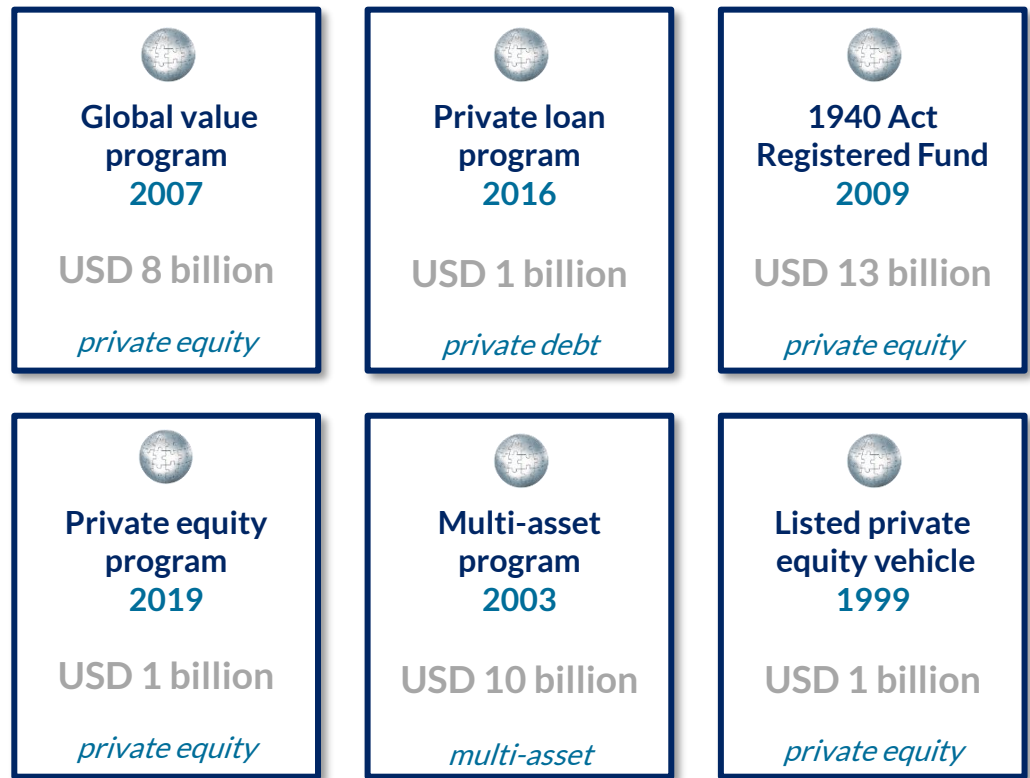 Global value
program
2007
USD 8 billion
private equity
Private loan
program
2016
USD 1 billion
private debt
1940 Act
Registered Fund
2009
USD 13 billion
private equity
Private equity
program
2019
USD 1 billion
private equity
Multi-asset
program
2003
USD 10 billion
multi-asset
Listed private
equity vehicle
1999
USD 1 billion
private equity